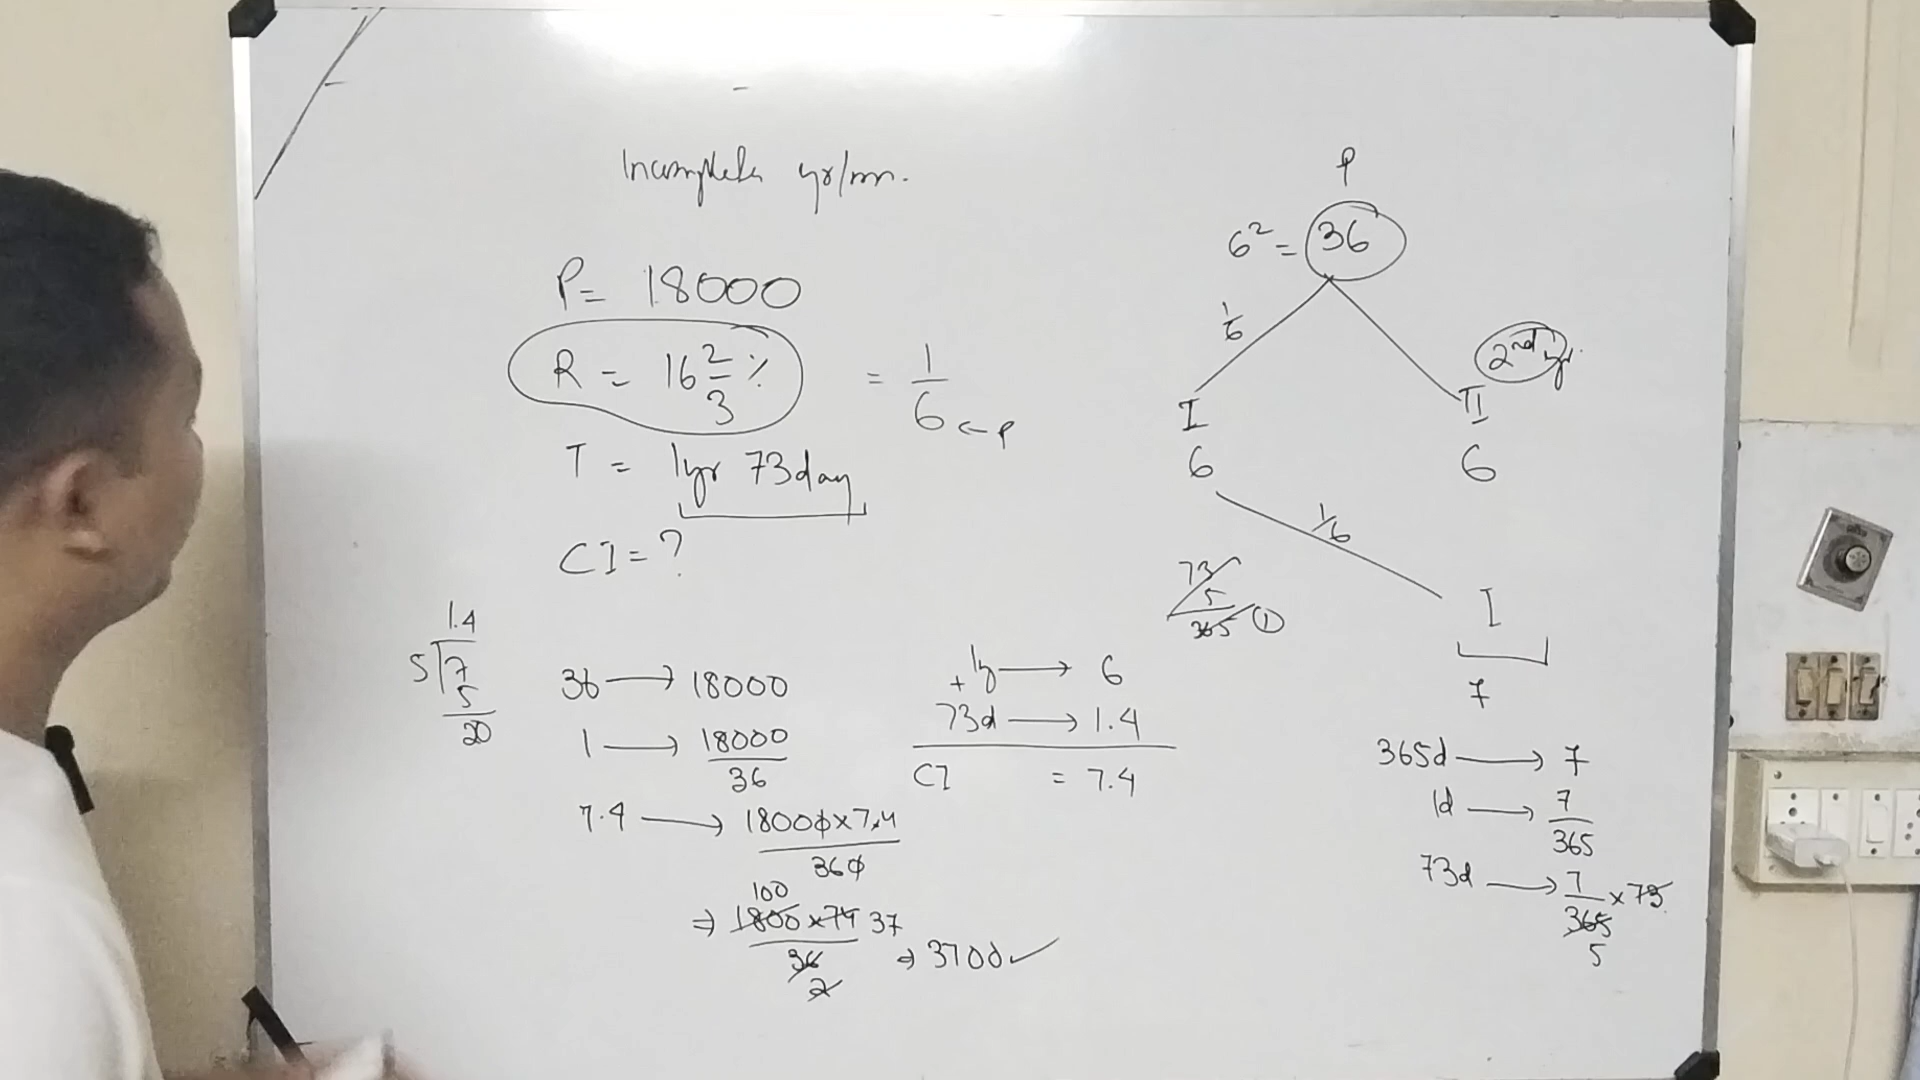 Incomplete yr/mn.
P = 18000
R = 16 2/3 % = 1/6 ← P
T = 1yr 73day
CI = ?
1.4
5 7
5
20
36 → 18000
1 → 18000/36
7.4 → 18000 x 7.4
360
100
⇒ 1800 x 74 37
36
2
⇒ 3700 ✓
1y → 6
+ 73d → 1.4
CI = 7.4
P
6² = 36
1/6
I
6
II 2nd yr.
6
1/6
I
7
73
5
365 ①
365d → 7
1d → 7/365
73d → 7/365 x 73
5